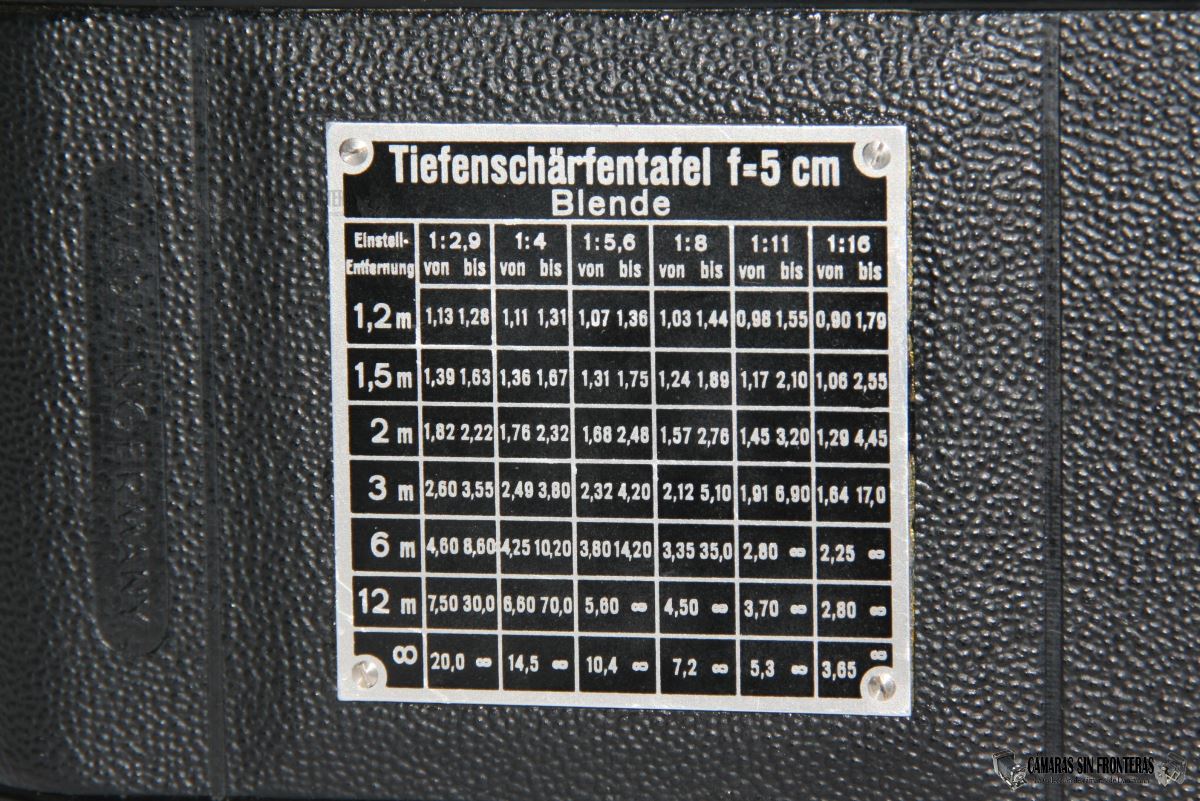 Tiefenschärfentafel f=5 cm
Blende
Einstell-Entfernung 1:2,9 1:4 1:5,6 1:8 1:11 1:16
von bis von bis von bis von bis von bis von bis
1,2 m 1,13 1,28 1,11 1,31 1,07 1,36 1,03 1,44 0,98 1,55 0,90 1,79
1,5 m 1,39 1,63 1,36 1,67 1,31 1,75 1,24 1,89 1,17 2,10 1,06 2,55
2 m 1,82 2,22 1,76 2,32 1,68 2,48 1,57 2,76 1,45 3,20 1,29 4,45
3 m 2,60 3,55 2,49 3,80 2,32 4,20 2,12 5,10 1,91 6,90 1,64 17,0
6 m 4,60 8,60 4,25 10,20 3,80 14,20 3,35 35,0 2,80 ∞ 2,25 ∞
12 m 7,50 30,0 6,60 70,0 5,60 ∞ 4,50 ∞ 3,70 ∞ 2,80 ∞
∞ 20,0 ∞ 14,5 ∞ 10,4 ∞ 7,2 ∞ 5,3 ∞ 3,65 ∞
MADE IN GERMANY
CÁMARAS SIN FRONTERAS